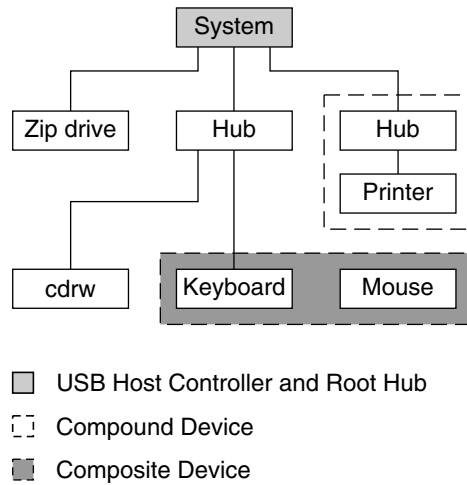 System
Zip drive
Hub
Hub
Printer
cdrw
Keyboard
Mouse
USB Host Controller and Root Hub
Compound Device
Composite Device